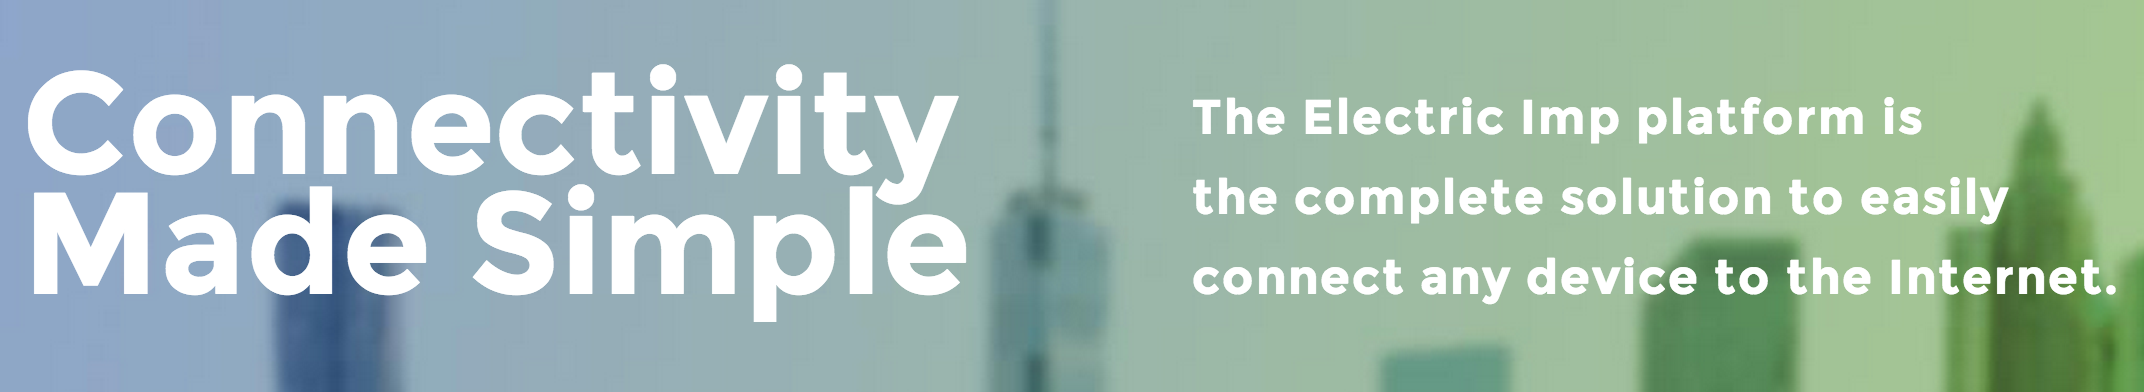 Connectivity
Made Simple
The Electric Imp platform is
the complete solution to easily
connect any device to the Internet.